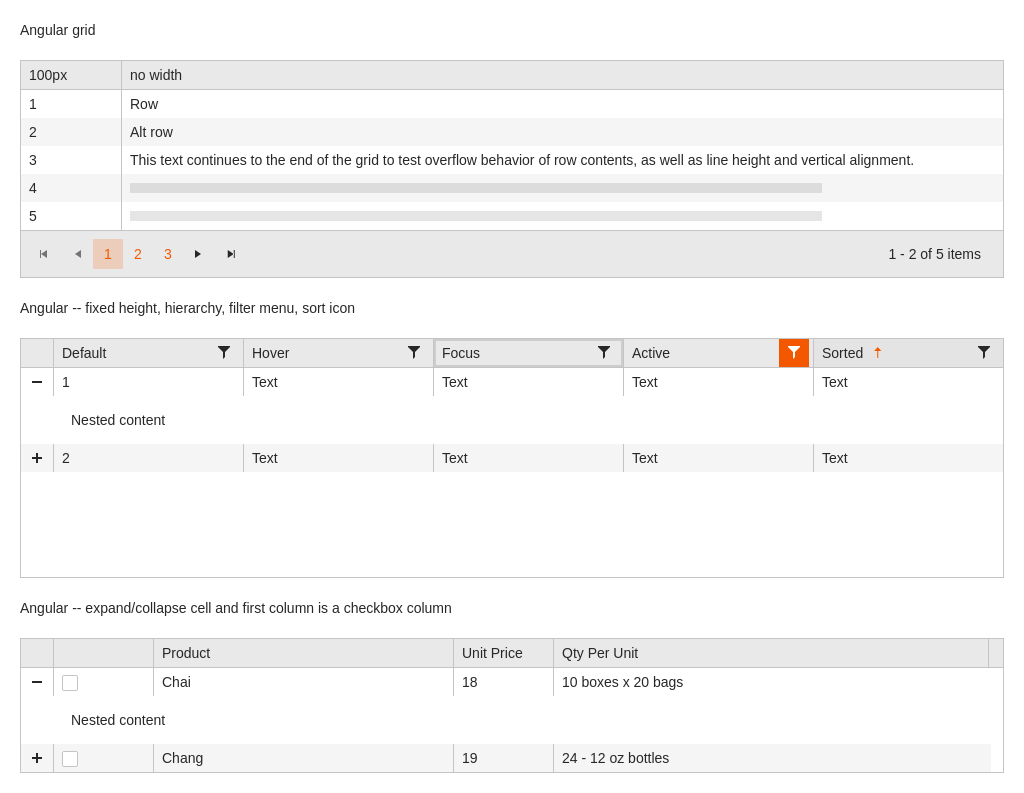 Angular grid
100px no width
1 Row
2 Alt row
3 This text continues to the end of the grid to test overflow behavior of row contents, as well as line height and vertical alignment.
4
5
1 2 3 1 - 2 of 5 items
Angular -- fixed height, hierarchy, filter menu, sort icon
Default Hover Focus Active Sorted
1 Text Text Text Text
Nested content
2 Text Text Text Text
Angular -- expand/collapse cell and first column is a checkbox column
Product Unit Price Qty Per Unit
Chai 18 10 boxes x 20 bags
Nested content
Chang 19 24 - 12 oz bottles